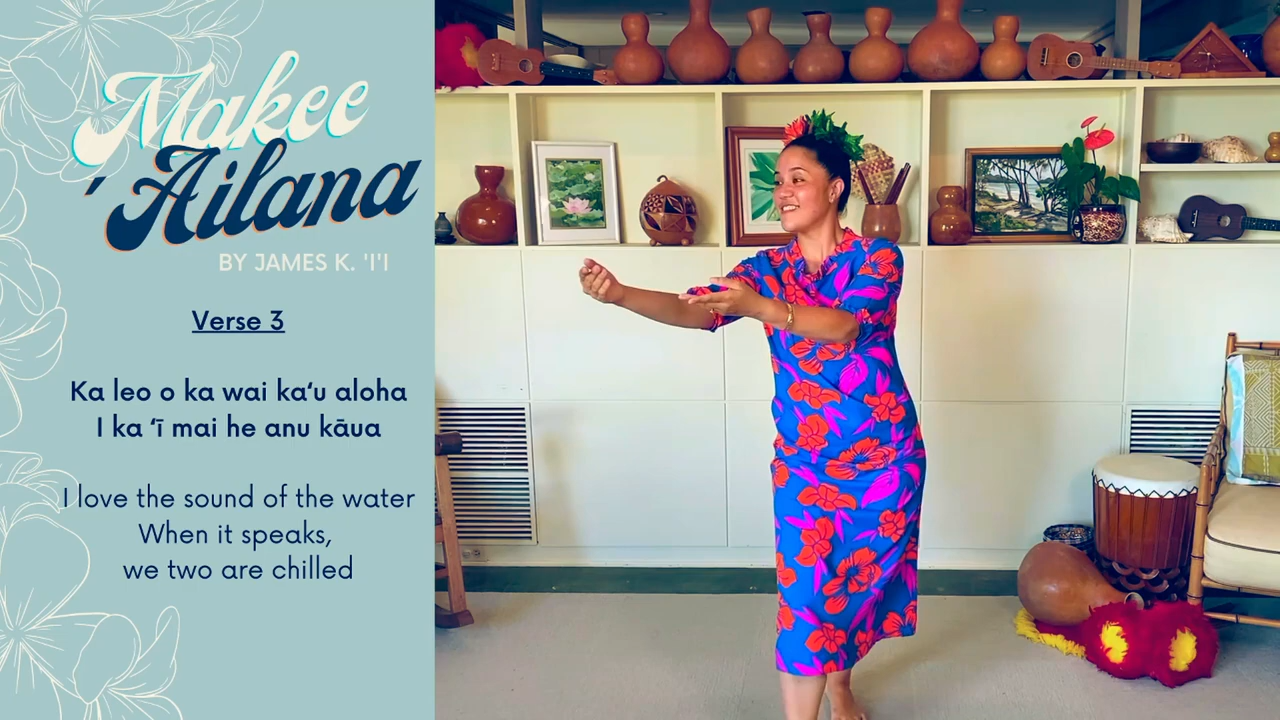 Makee
'Ailana
BY JAMES K. 'I'I
Verse 3
Ka leo o ka wai ka‘u aloha
I ka ‘ī mai he anu kāua
I love the sound of the water
When it speaks,
we two are chilled